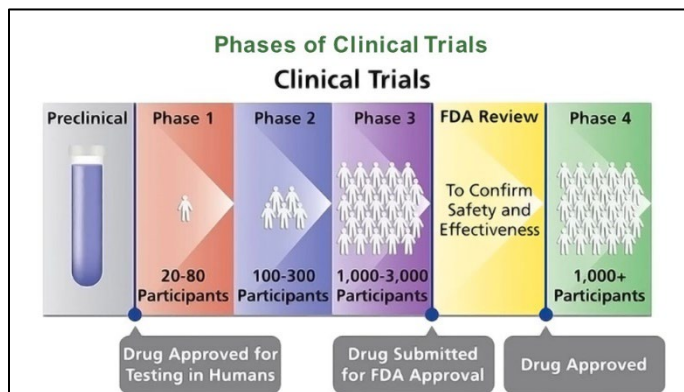 Phases of Clinical Trials
Clinical Trials
Preclinical
Phase 1
Phase 2
Phase 3
FDA Review
Phase 4
To Confirm
Safety and
Effectiveness
20-80
Participants
100-300
Participants
1,000-3,000
Participants
1,000+
Participants
Drug Approved for
Testing in Humans
Drug Submitted
for FDA Approval
Drug Approved